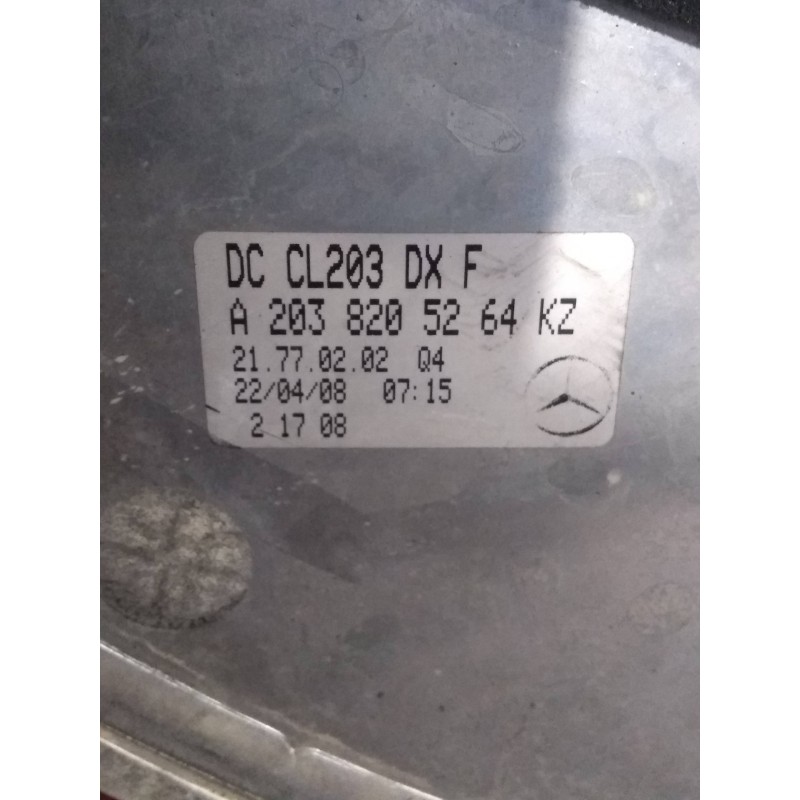 DC CL203 DX F
A 203 820 52 64 KZ
21.77.02.02 Q4
22/04/08 07:15
2 17 08